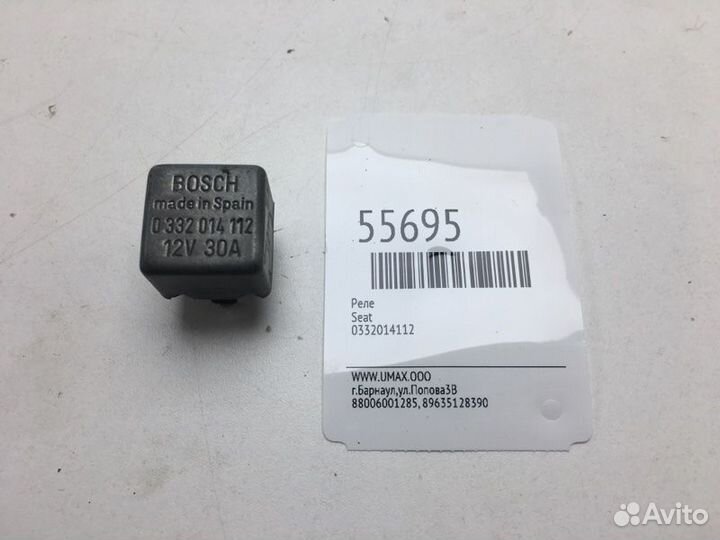 BOSCH
made in Spain
0 332 014 112
12V 30A
55695
Реле
Seat
0332014112
WWW.UMAX.OOO
г.Барнаул,ул.Попова3В
88006001285, 89635128390
Avito